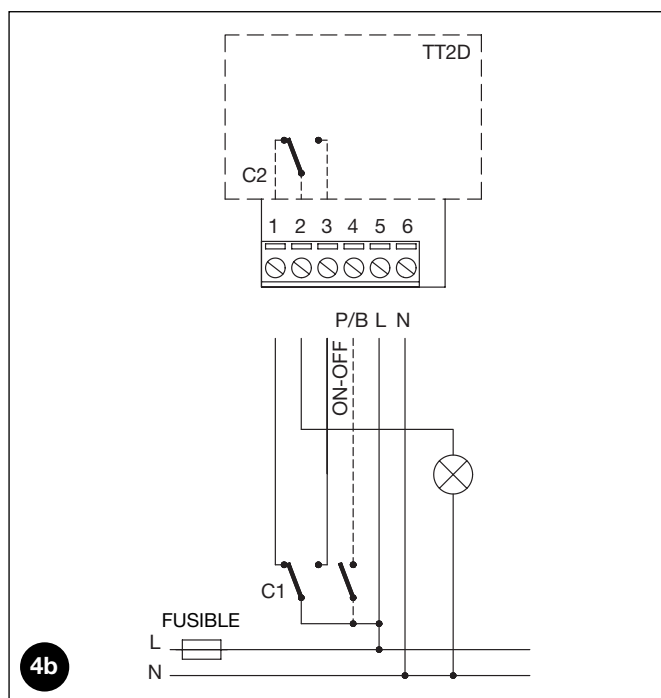 TT2D
C2
1 2 3 4 5 6
P/B L N
ON-OFF
C1
FUSIBLE
L
N
4b